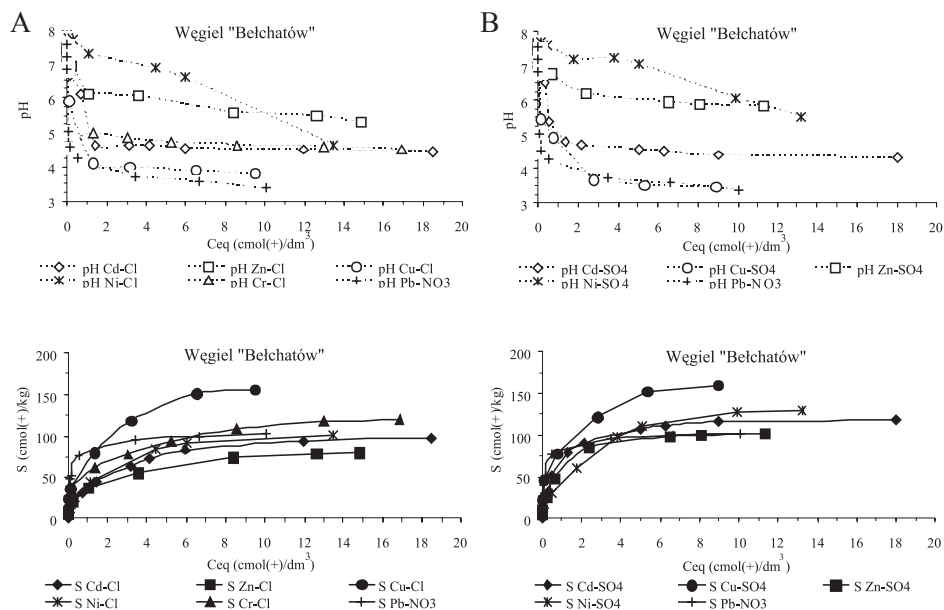 A
Węgiel "Bełchatów"
8
7
6
5
4
3
pH
0 2 4 6 8 10 12 14 16 18 20
Ceq (cmol(+)/dm3)
pH Cd-Cl pH Zn-Cl pH Cu-Cl
pH Ni-Cl pH Cr-Cl pH Pb-NO3
B
Węgiel "Bełchatów"
8
7
6
5
4
3
pH
0 2 4 6 8 10 12 14 16 18 20
Ceq (cmol(+)/dm3)
pH Cd-SO4 pH Cu-SO4 pH Zn-SO4
pH Ni-SO4 pH Pb-NO3
Węgiel "Bełchatów"
200
150
100
50
0
S (cmol(+)/kg)
0 2 4 6 8 10 12 14 16 18 20
Ceq (cmol(+)/dm3)
S Cd-Cl S Zn-Cl S Cu-Cl
S Ni-Cl S Cr-Cl S Pb-NO3
Węgiel "Bełchatów"
200
150
100
50
0
S (cmol(+)/kg)
0 2 4 6 8 10 12 14 16 18 20
Ceq (cmol(+)/dm3)
S Cd-SO4 S Cu-SO4 S Zn-SO4
S Ni-SO4 S Pb-NO3